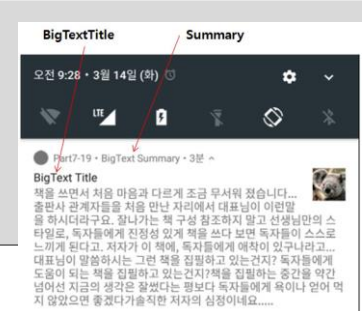 BigTextTitle Summary
오전 9:28 • 3월 14일 (화)
LTE
Part7-19 • BigText Summary • 3분
BigText Title
책을 쓰면서 처음 마음과 다르게 조금 무서워 졌습니다...
출판사 관계자들을 처음 만난 자리에서 대표님이 이런말
을 하시더라구요. 잘나가는 책 구성 참조하지 말고 선생님만의 스
타일로, 독자들에게 진정성 있게 책을 쓰다 보면 독자들이 스스로
느끼게 된다고. 저자가 이 책에, 독자들에게 애착이 있구나라고...
대표님이 말씀하시는 그런 책을 집필하고 있는건지? 독자들에게
도움이 되는 책을 집필하고 있는건지?책을 집필하는 중간을 약간
넘어선 지금의 생각은 잘썼다는 평보다 독자들이게 욕이나 얻어 먹
지 않았으면 좋겠다가솔직한 저자의 심정이네요.....